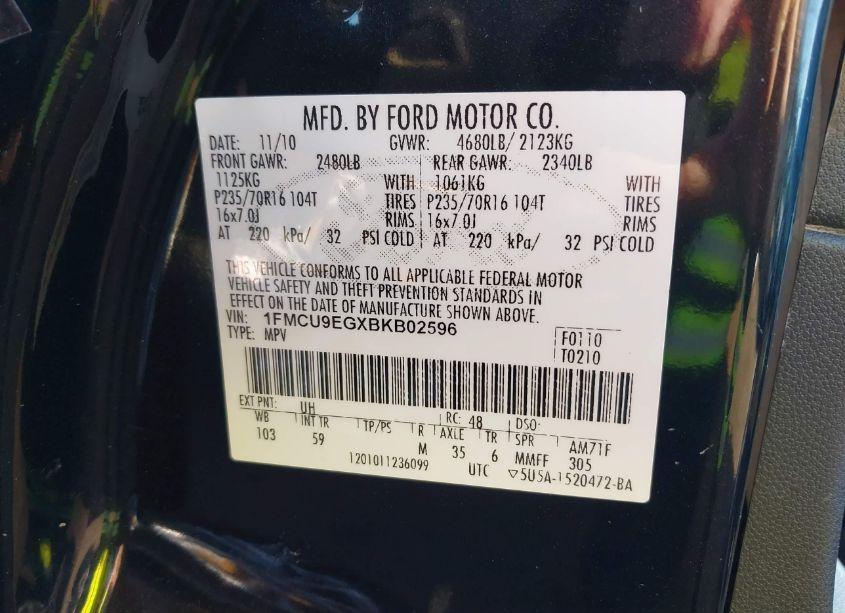 MFD. BY FORD MOTOR CO.
DATE: 11/10 GVWR: 4680LB/ 2123KG
FRONT GAWR: 2480LB REAR GAWR: 2340LB
1125KG WITH 1061KG WITH
P235/70R16 104T TIRES P235/70R16 104T TIRES
16x7.0J RIMS 16x7.0J RIMS
AT 220 kPa/ 32 PSI COLD AT 220 kPa/ 32 PSI COLD
THIS VEHICLE CONFORMS TO ALL APPLICABLE FEDERAL MOTOR
VEHICLE SAFETY AND THEFT PREVENTION STANDARDS IN
EFFECT ON THE DATE OF MANUFACTURE SHOWN ABOVE.
VIN: 1FMCU9EGXBKB02596
TYPE: MPV
F0110
T0210
EXT PNT: UH RC: 48 DSO:
WB INT TR TP/PS R AXLE TR SPR AM71F
103 59 M 35 6 MMFF 305
1201011236099 UTC ▽5U5A-1520472-BA